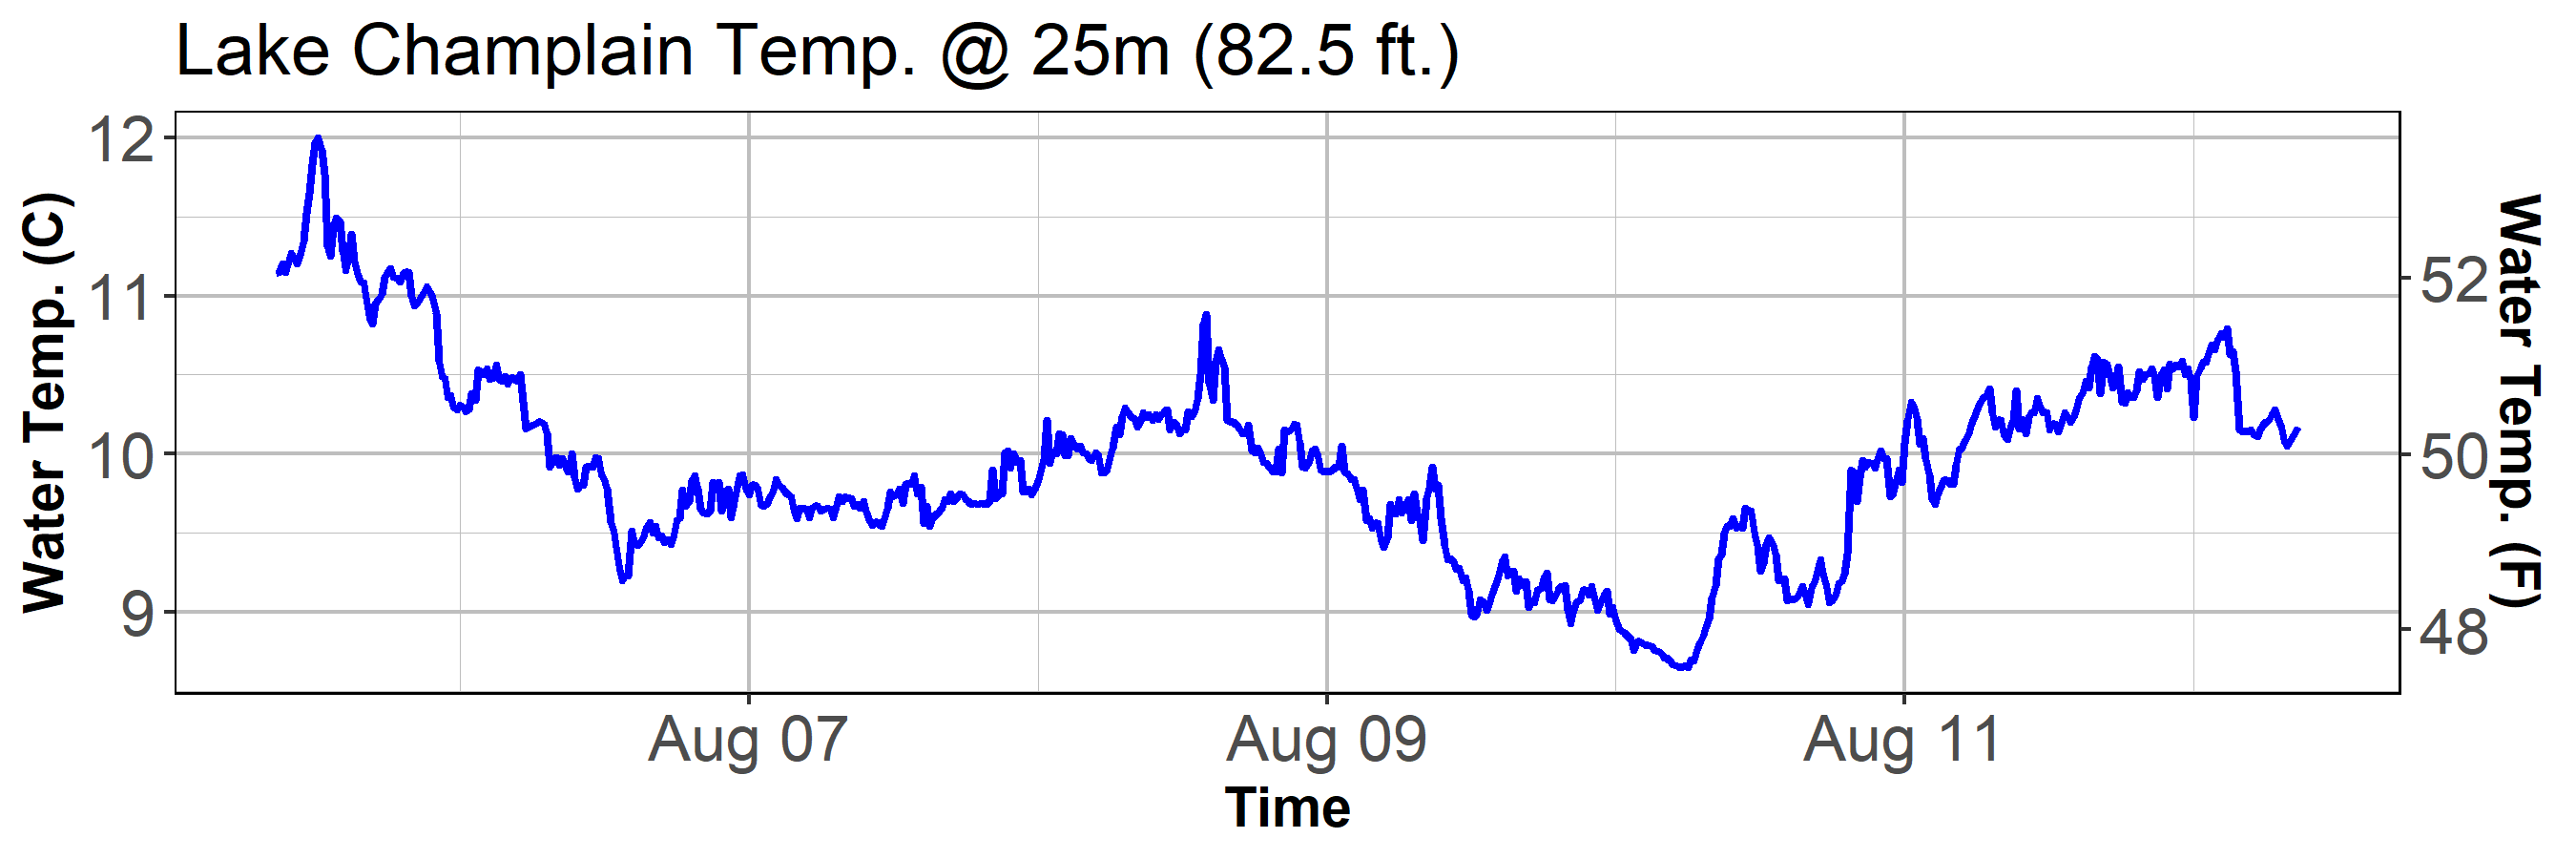 Lake Champlain Temp. @ 25m (82.5 ft.)
Water Temp. (C)
12
11
10
9
52
50
48
Water Temp. (F)
Aug 07
Aug 09
Aug 11
Time